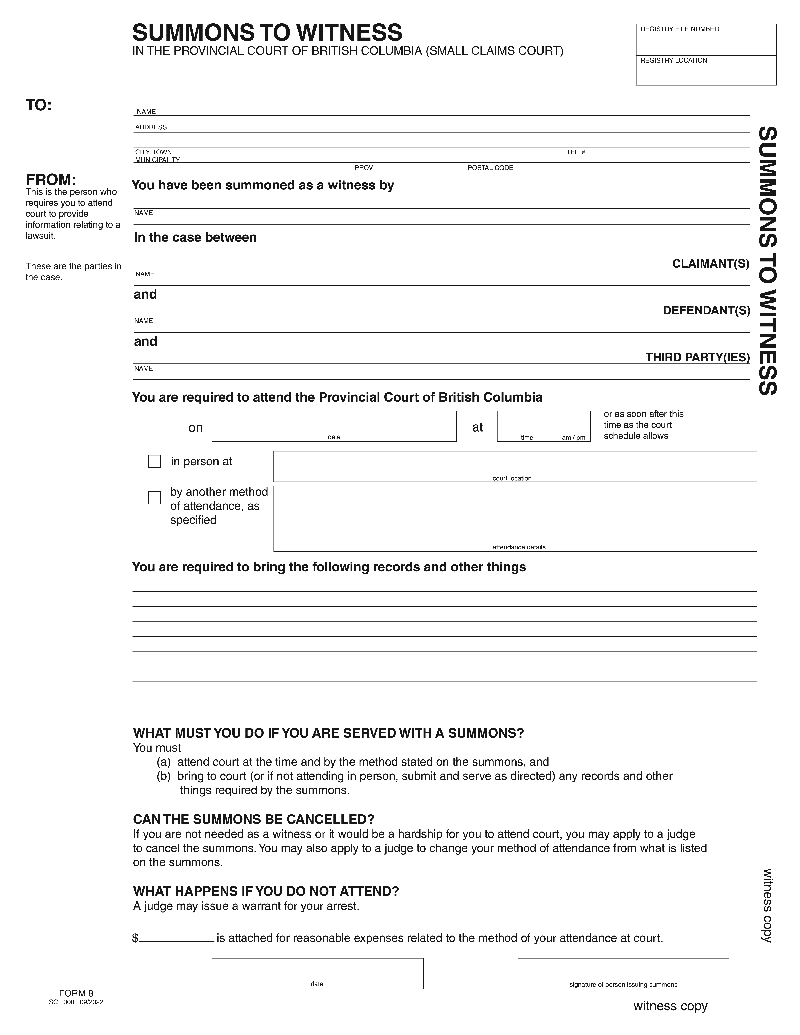 SUMMONS TO WITNESS
IN THE PROVINCIAL COURT OF BRITISH COLUMBIA (SMALL CLAIMS COURT)
REGISTRY FILE NUMBER
REGISTRY LOCATION
TO:
NAME
ADDRESS
CITY, TOWN,
MUNICIPALITY
TEL. #
PROV.
POSTAL CODE
SUMMONS TO WITNESS
FROM:
This is the person who
requires you to attend
court to provide
information relating to a
lawsuit.
You have been summoned as a witness by
NAME
In the case between
These are the parties in
the case.
CLAIMANT(S)
NAME
and
DEFENDANT(S)
NAME
and
THIRD PARTY(IES)
NAME
You are required to attend the Provincial Court of British Columbia
on
date
at
time
am / pm
or as soon after this
time as the court
schedule allows
in person at
court location
by another method
of attendance, as
specified
attendance details
You are required to bring the following records and other things
WHAT MUST YOU DO IF YOU ARE SERVED WITH A SUMMONS?
You must
(a) attend court at the time and by the method stated on the summons, and
(b) bring to court (or if not attending in person, submit and serve as directed) any records and other
things required by the summons.
CAN THE SUMMONS BE CANCELLED?
If you are not needed as a witness or it would be a hardship for you to attend court, you may apply to a judge
to cancel the summons. You may also apply to a judge to change your method of attendance from what is listed
on the summons.
WHAT HAPPENS IF YOU DO NOT ATTEND?
A judge may issue a warrant for your arrest.
witness copy
$ is attached for reasonable expenses related to the method of your attendance at court.
date
signature of person issuing summons
FORM 8
09/2022
witness copy